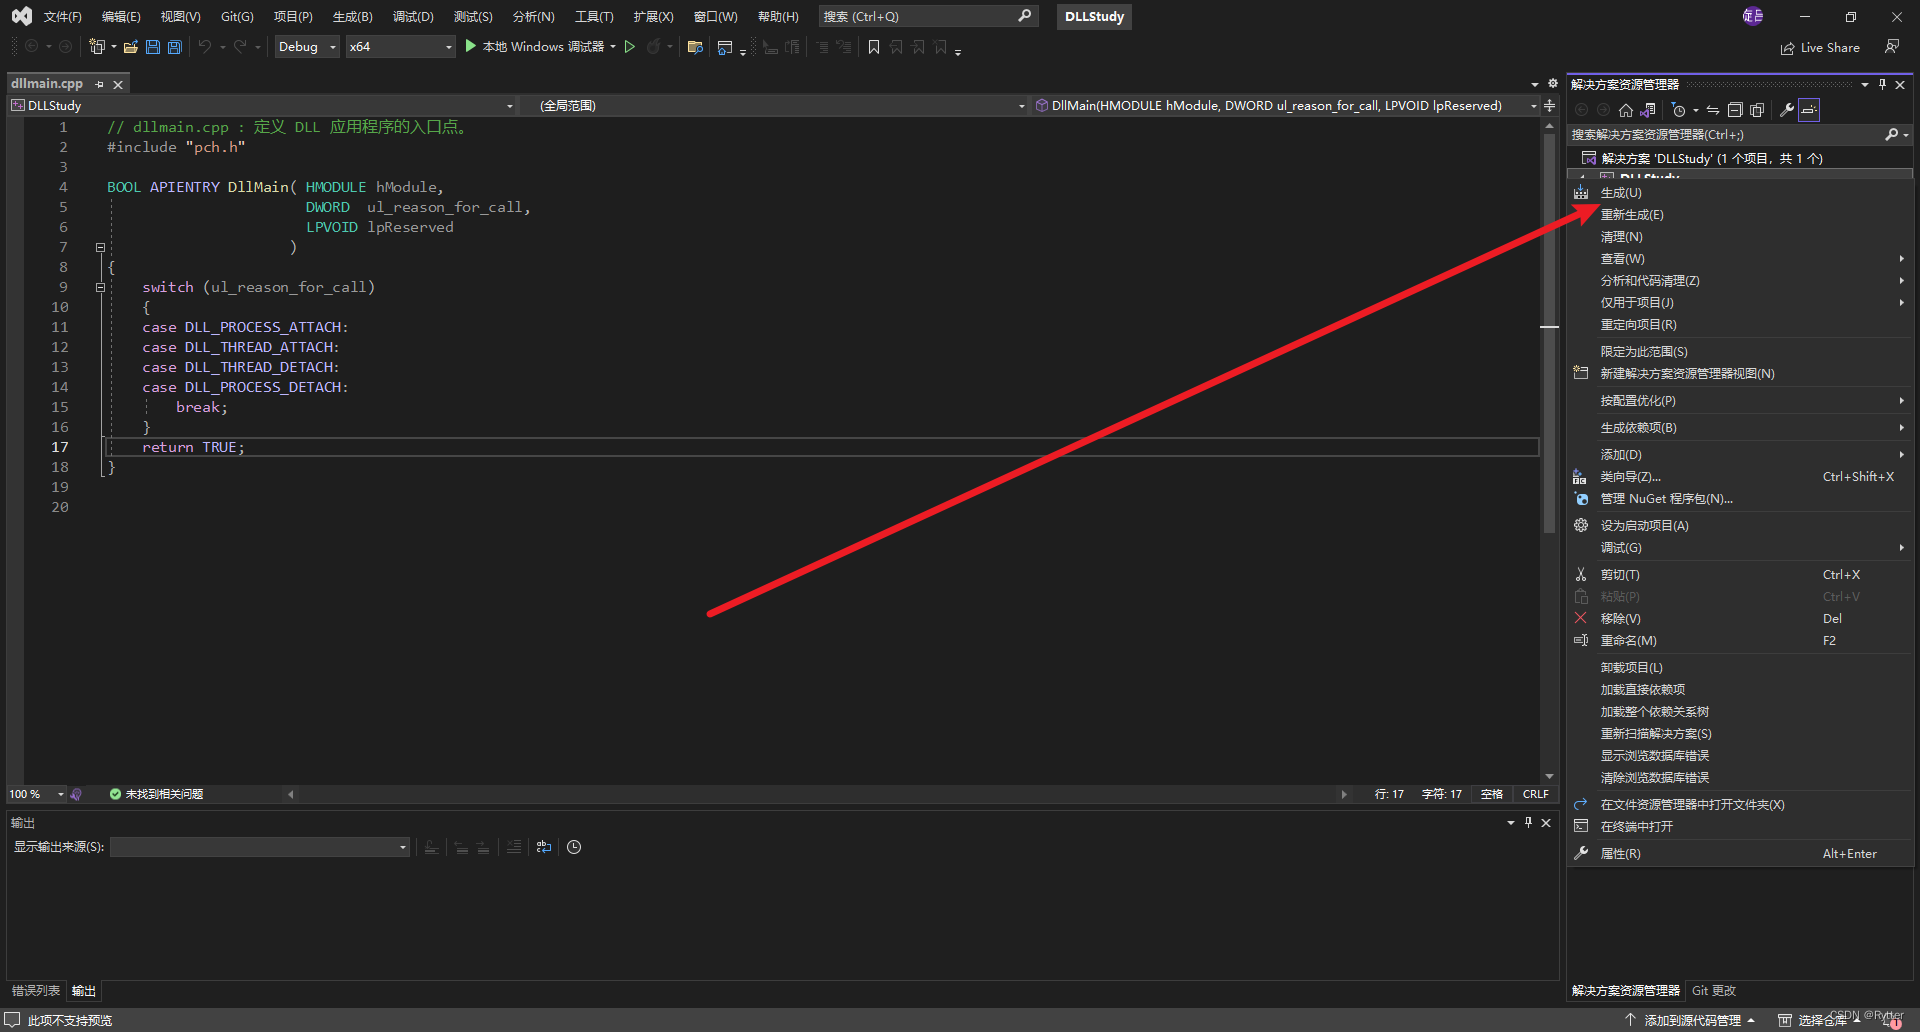 文件(F) 编辑(E) 视图(V) Git(G) 项目(P) 生成(B) 调试(D) 测试(S) 分析(N) 工具(T) 扩展(X) 窗口(W) 帮助(H) 搜索 (Ctrl+Q) DLLStudy
Debug x64 本地 Windows 调试器 Live Share
dllmain.cpp
DLLStudy (全局范围) DllMain(HMODULE hModule, DWORD ul_reason_for_call, LPVOID lpReserved)
1 // dllmain.cpp : 定义 DLL 应用程序的入口点。
2 #include "pch.h"
3
4 BOOL APIENTRY DllMain( HMODULE hModule,
5 DWORD ul_reason_for_call,
6 LPVOID lpReserved
7 )
8 {
9 switch (ul_reason_for_call)
10 {
11 case DLL_PROCESS_ATTACH:
12 case DLL_THREAD_ATTACH:
13 case DLL_THREAD_DETACH:
14 case DLL_PROCESS_DETACH:
15 break;
16 }
17 return TRUE;
18 }
19
20
100 % 未找到相关问题 行: 17 字符: 17 空格 CRLF
输出
显示输出来源(S):
错误列表 输出
此项不支持预览
解决方案资源管理器
搜索解决方案资源管理器(Ctrl+;)
解决方案 'DLLStudy' (1 个项目，共 1 个)
DLLStudy
生成(U)
重新生成(E)
清理(N)
查看(W)
分析和代码清理(Z)
仅用于项目(J)
重定向项目(R)
限定为此范围(S)
新建解决方案资源管理器视图(N)
按配置优化(P)
生成依赖项(B)
添加(D)
类向导(Z)... Ctrl+Shift+X
管理 NuGet 程序包(N)...
设为启动项目(A)
调试(G)
剪切(T) Ctrl+X
粘贴(P) Ctrl+V
移除(V) Del
重命名(M) F2
卸载项目(L)
加载直接依赖项
加载整个依赖关系树
重新扫描解决方案(S)
显示浏览数据库错误
清除浏览数据库错误
在文件资源管理器中打开文件夹(X)
在终端中打开
属性(R) Alt+Enter
解决方案资源管理器 Git 更改
添加到源代码管理 选择仓库 1
CSDN @Rytter